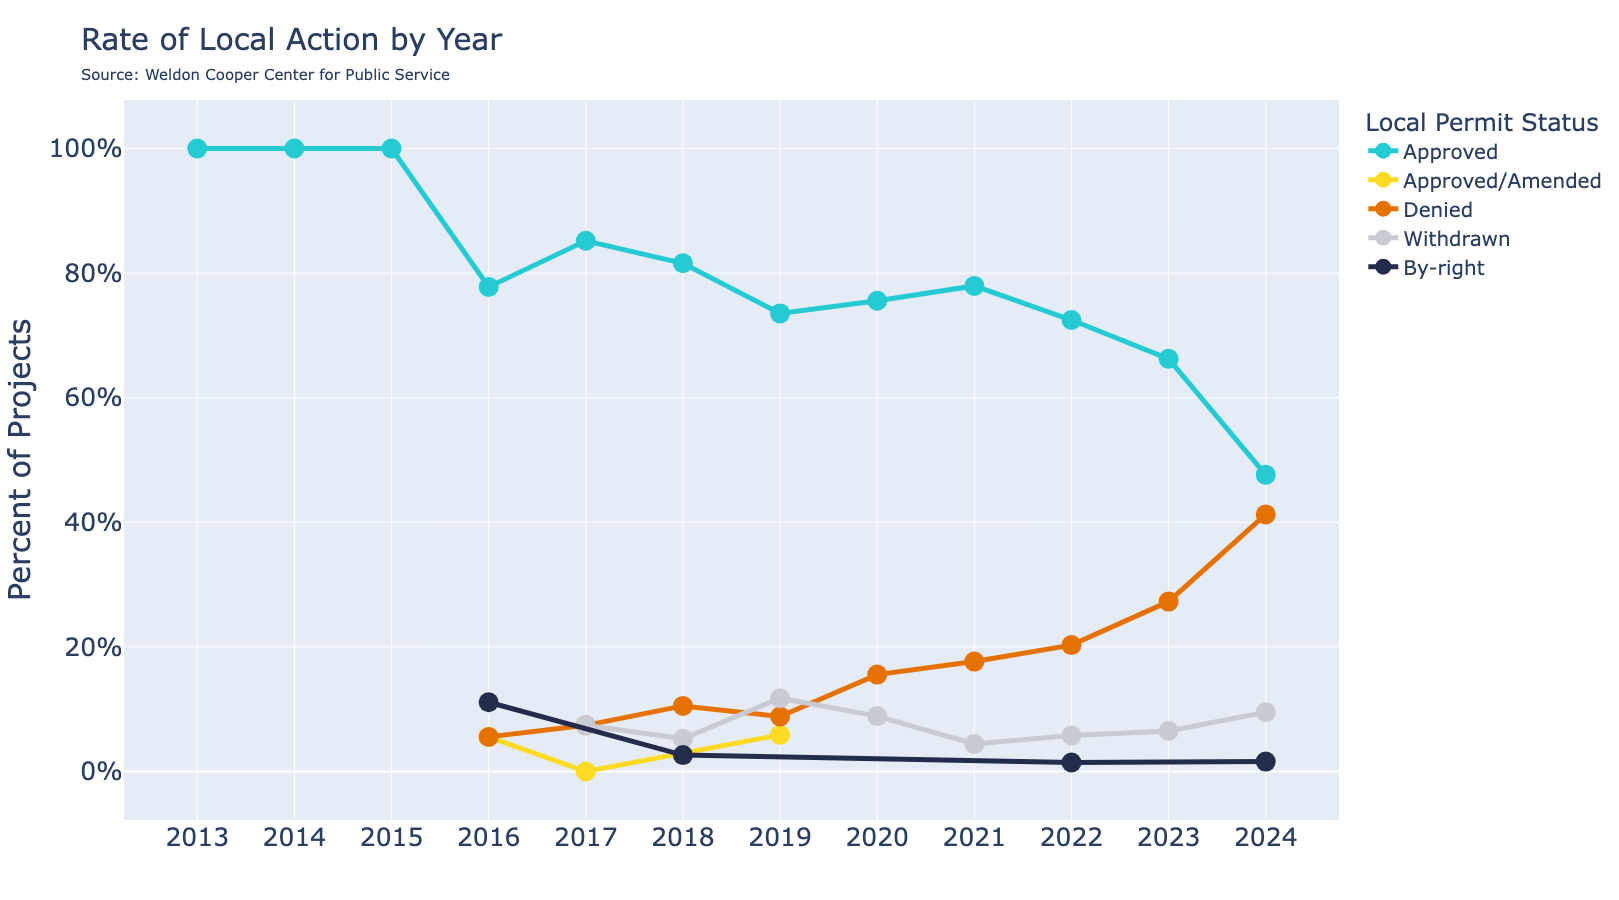 Rate of Local Action by Year
Source: Weldon Cooper Center for Public Service
Local Permit Status
Approved
Approved/Amended
Denied
Withdrawn
By-right
Percent of Projects
100%
80%
60%
40%
20%
0%
2013 2014 2015 2016 2017 2018 2019 2020 2021 2022 2023 2024